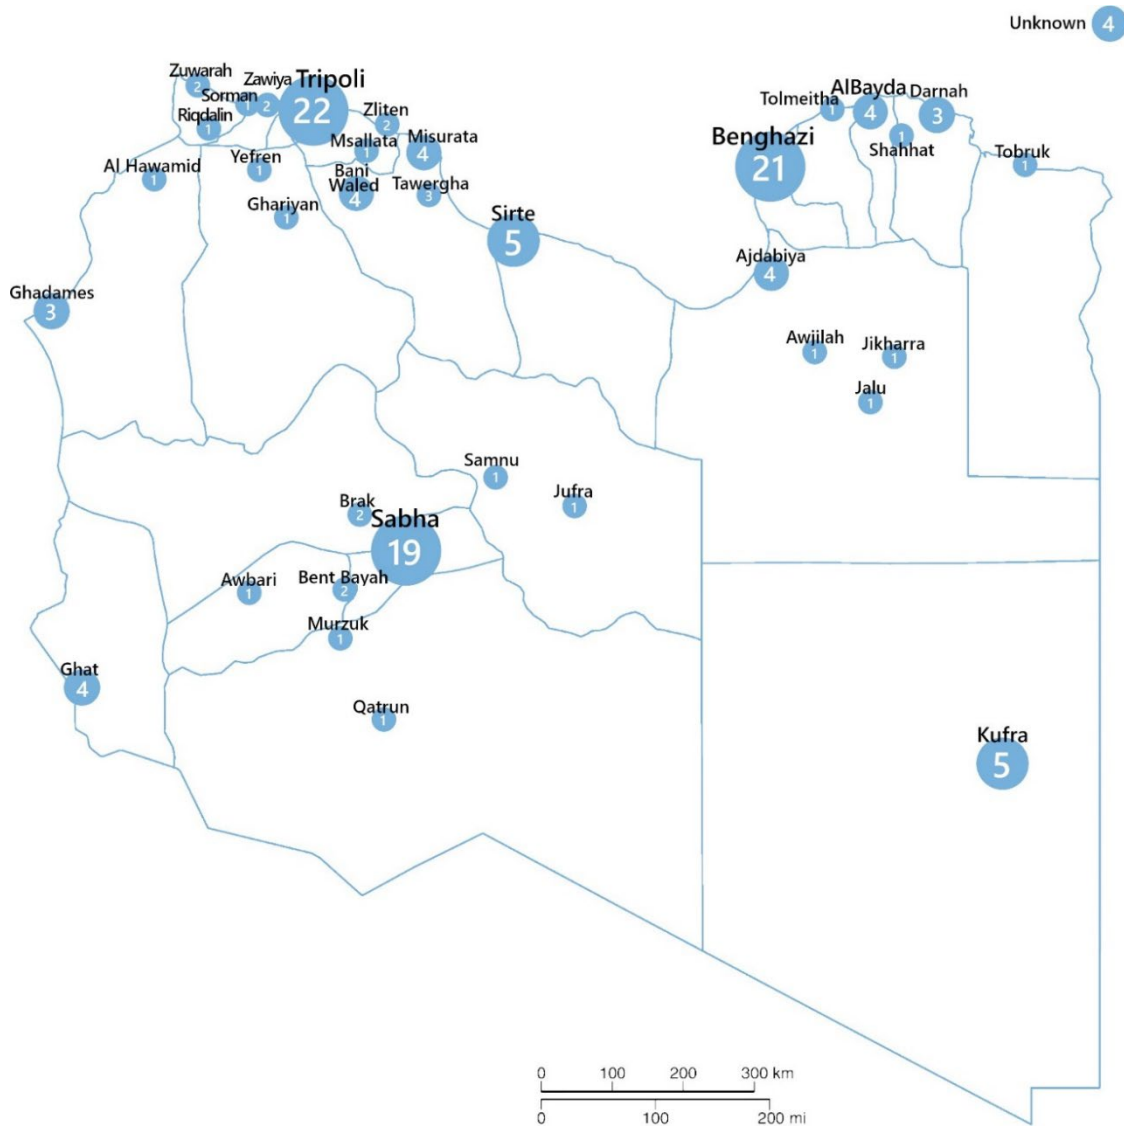 Unknown 4
Zuwarah
2
Sorman
1
Zawiya
2
Tripoli
22
Riqdalin
1
Zliten
2
Msallata
1
Misurata
4
Al Hawamid
1
Yefren
1
Bani
Waled
4
Tawergha
3
Ghariyan
1
Sirte
5
Ghadames
3
Tolmeitha
1
AlBayda
4
Darnah
3
Benghazi
21
Shahhat
1
Tobruk
1
Ajdabiya
4
Awjilah
1
Jikharra
1
Jalu
1
Samnu
1
Jufra
1
Brak
2
Sabha
19
Awbari
1
Bent Bayah
2
Murzuk
1
Ghat
4
Qatrun
1
Kufra
5
0 100 200 300 km
0 100 200 mi